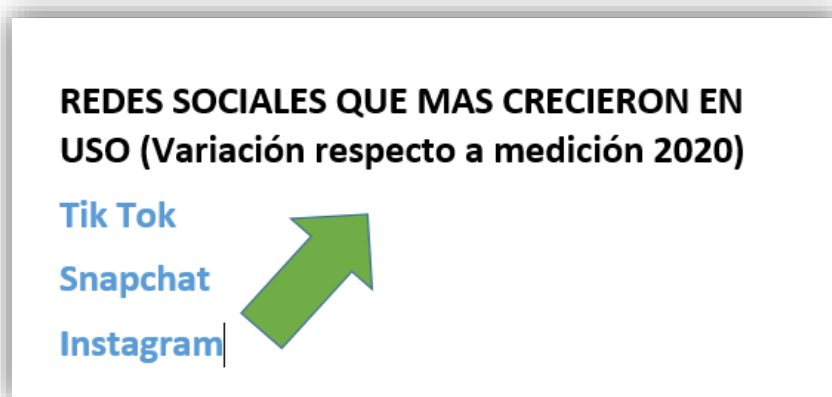 REDES SOCIALES QUE MAS CRECIERON EN
USO (Variación respecto a medición 2020)
Tik Tok
Snapchat
Instagram